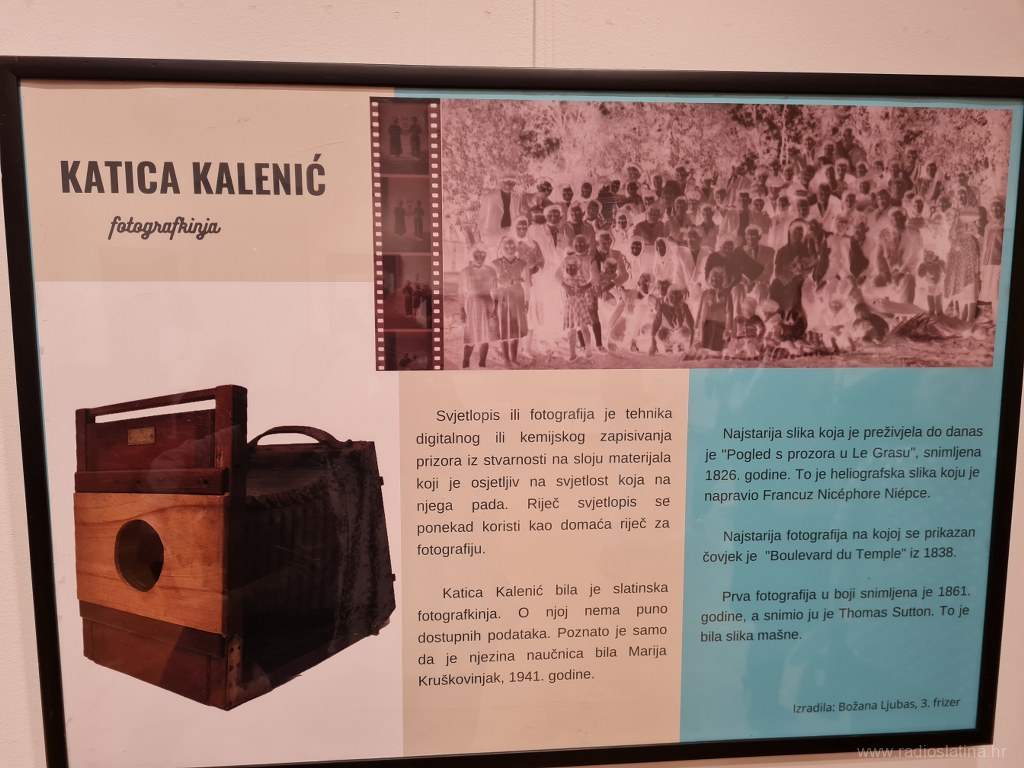 KATICA KALENIĆ
fotografkinja
Svjetlopis ili fotografija je tehnika
digitalnog ili kemijskog zapisivanja
prizora iz stvarnosti na sloju materijala
koji je osjetljiv na svjetlost koja na
njega pada. Riječ svjetlopis se
ponekad koristi kao domaća riječ za
fotografiju.
Katica Kalenić bila je slatinska
fotografkinja. O njoj nema puno
dostupnih podataka. Poznato je samo
da je njezina naučnica bila Marija
Kruškovinjak, 1941. godine.
Najstarija slika koja je preživjela do danas
je "Pogled s prozora u Le Grasu", snimljena
1826. godine. To je heliografska slika koju je
napravio Francuz Nicéphore Niépce.
Najstarija fotografija na kojoj se prikazan
čovjek je "Boulevard du Temple" iz 1838.
Prva fotografija u boji snimljena je 1861.
godine, a snimio ju je Thomas Sutton. To je
bila slika mašne.
Izradila: Božana Ljubas, 3. frizer
www.radioslatina.hr